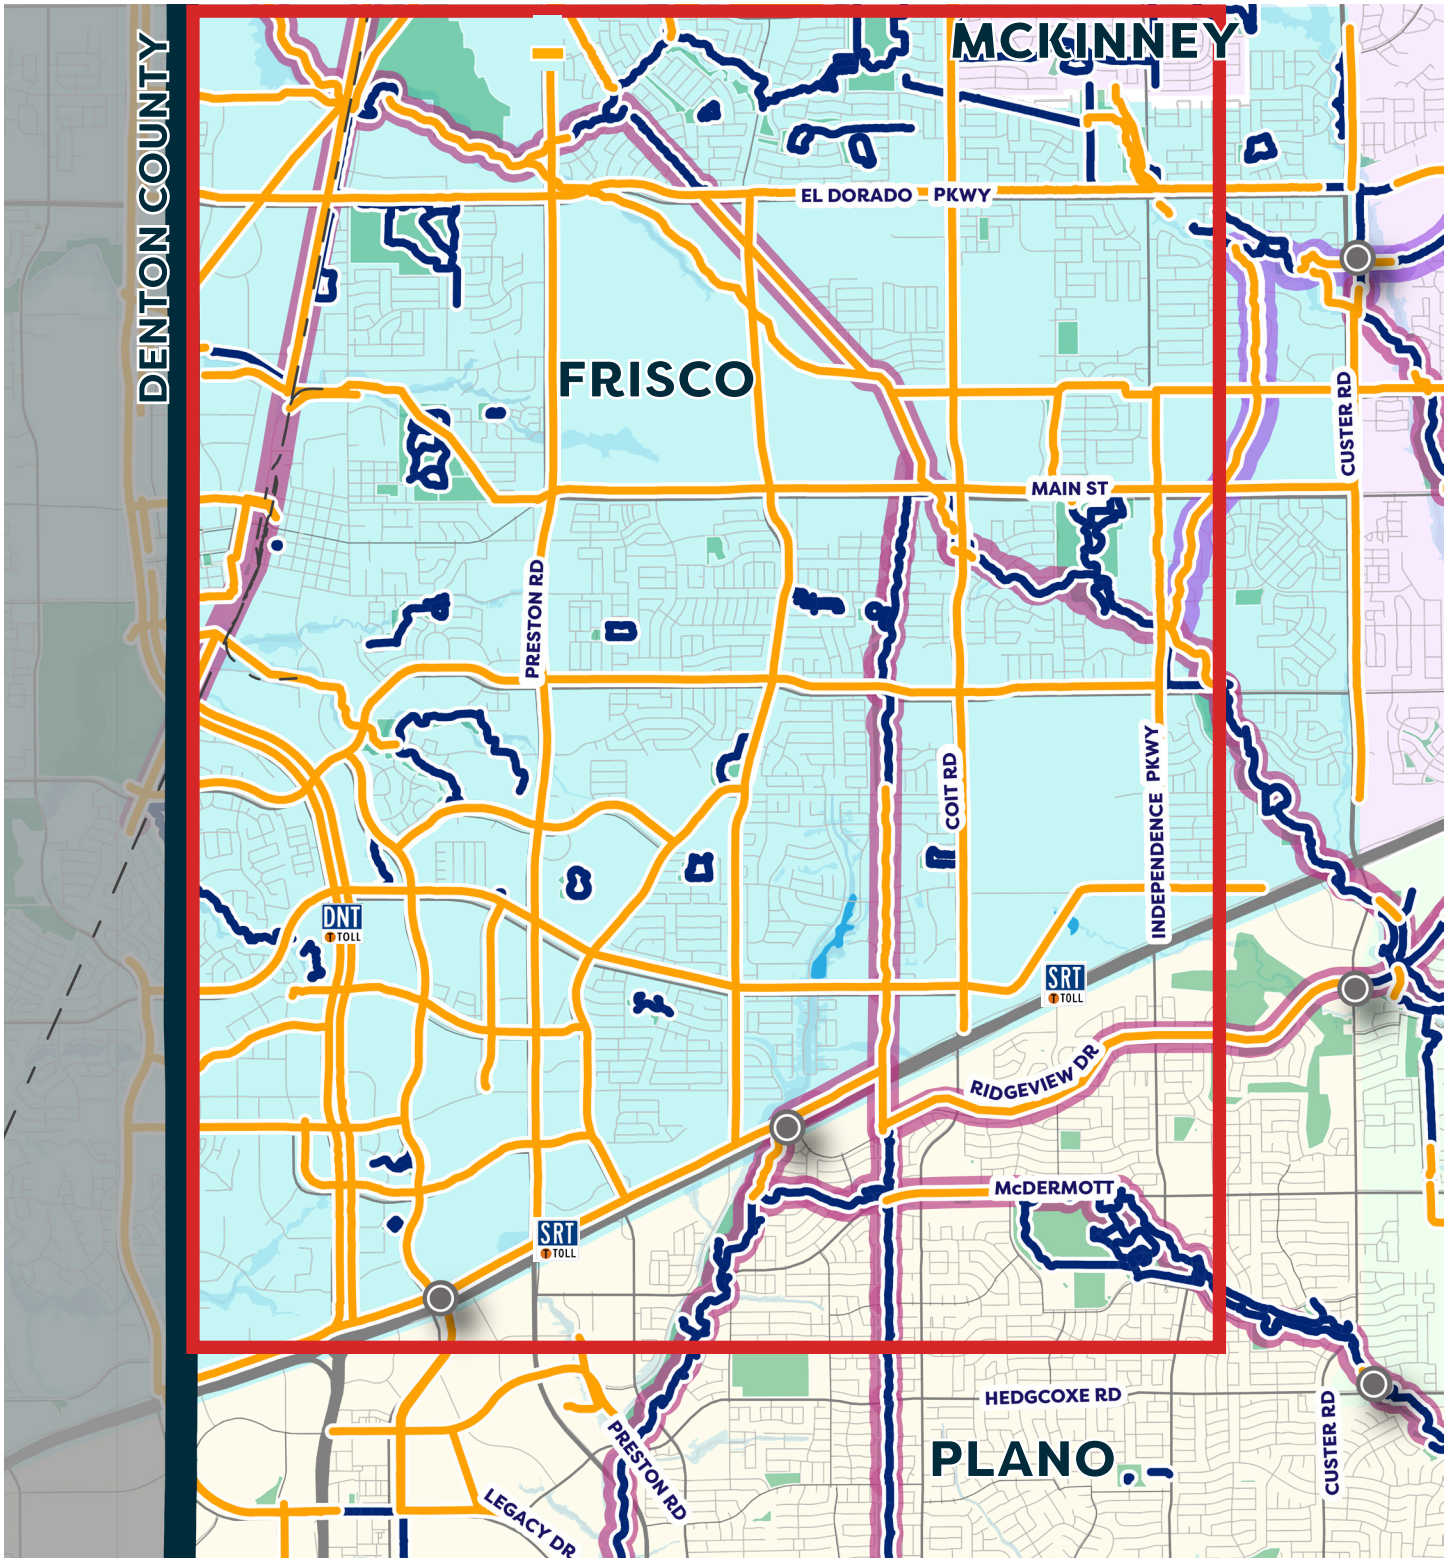 MCKINNEY
DENTON COUNTY
EL DORADO PKWY
FRISCO
CUSTER RD
MAIN ST
PRESTON RD
COIT RD
INDEPENDENCE PKWY
DNT
T TOLL
SRT
T TOLL
RIDGEVIEW DR
McDERMOTT
SRT
T TOLL
HEDGCOXE RD
CUSTER RD
PRESTON RD
PLANO
LEGACY DR